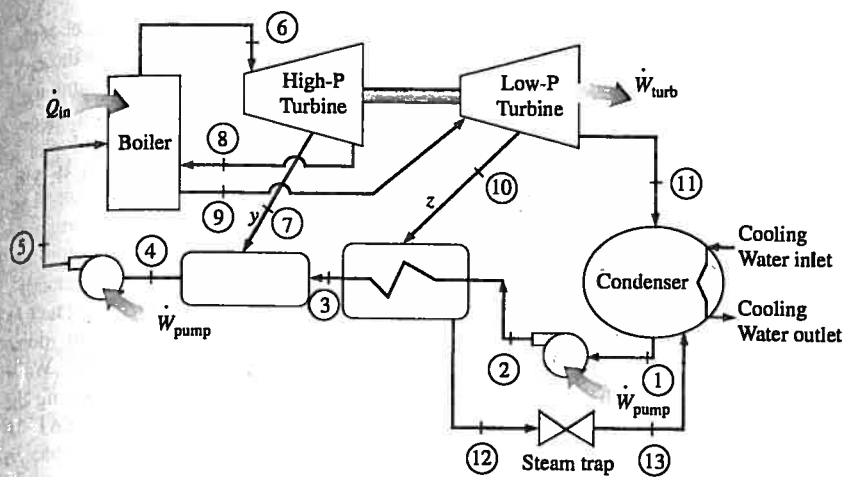 6
High-P
Turbine
Low-P
Turbine
Ẇturb
Q̇in
Boiler
8
9
y
7
z
10
11
Cooling
Water inlet
Condenser
Cooling
Water outlet
5
4
3
Ẇpump
2
1
Ẇpump
12
Steam trap
13